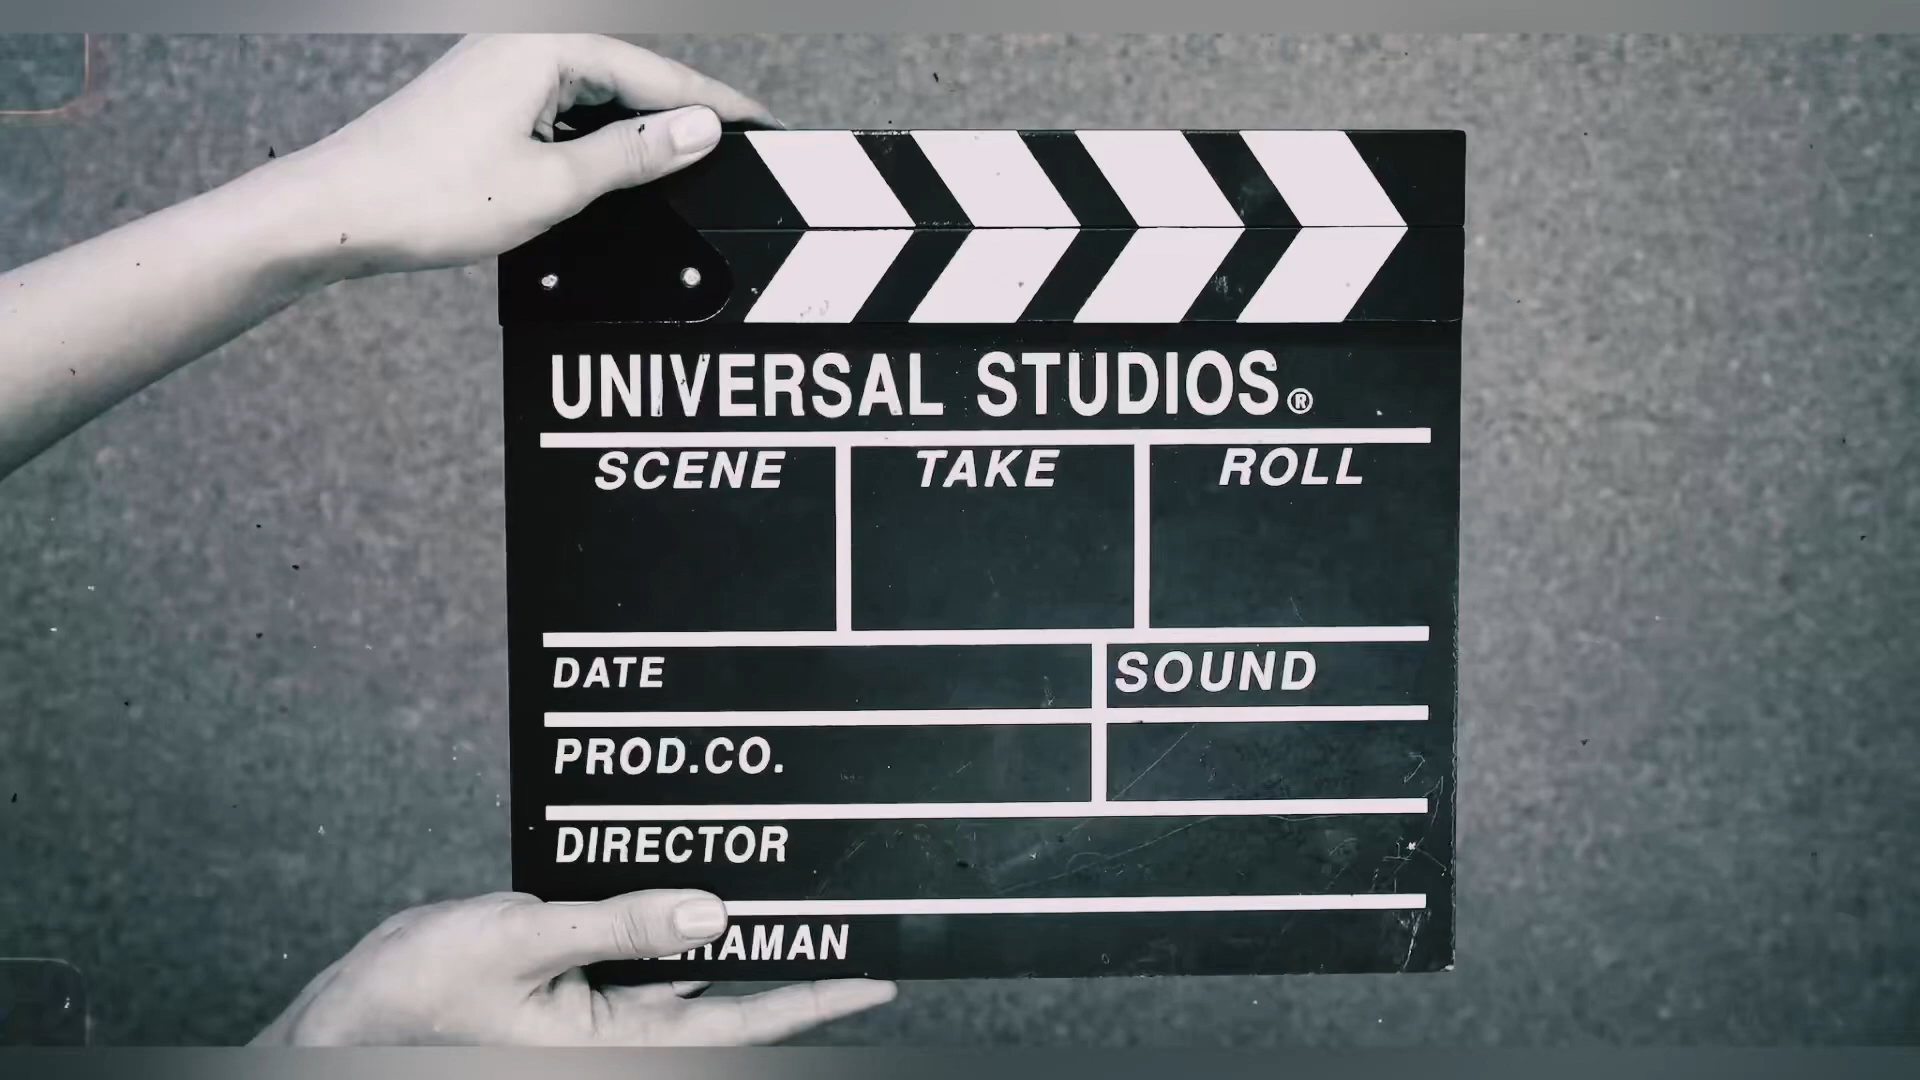 UNIVERSAL STUDIOS®
SCENE TAKE ROLL
DATE SOUND
PROD.CO.
DIRECTOR